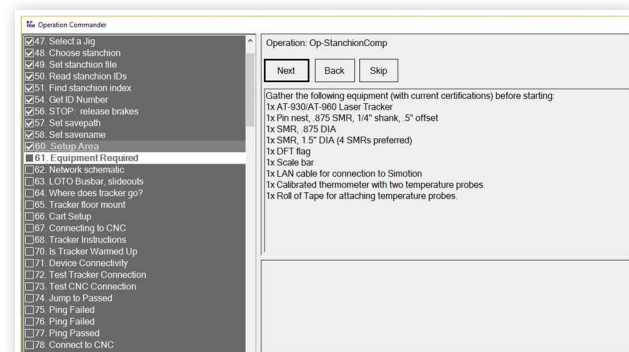 Operation Commander
47. Select a Jig
48. Choose stanchion
49. Set stanchion file
50. Read stanchion IDs
51. Find stanchion index
54. Get ID Number
56. STOP: release brakes
57. Set savepath
58. Set savename
60. Setup Area
61. Equipment Required
62. Network schematic
63. LOTO Busbar, slideouts
64. Where does tracker go?
65. Tracker floor mount
66. Cart Setup
67. Connecting to CNC
68. Tracker Instructions
70. Is Tracker Warmed Up
71. Device Connectivity
72. Test Tracker Connection
73. Test CNC Connection
74. Jump to Passed
75. Ping Failed
76. Ping Failed
77. Ping Passed
78. Connect to CNC
Operation: Op-StanchionComp
Next Back Skip
Gather the following equipment (with current certifications) before starting:
1x AT-930/AT-960 Laser Tracker
1x Pin nest, .875 SMR, 1/4" shank, .5" offset
1x SMR, .875 DIA
1x SMR, 1.5" DIA (4 SMRs preferred)
1x DFT flag
1x Scale bar
1x LAN cable for connection to Simotion
1x Calibrated thermometer with two temperature probes.
1x Roll of Tape for attaching temperature probes.